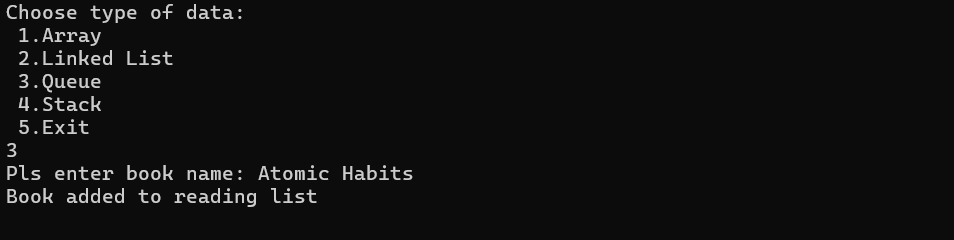 Choose type of data:
 1.Array
 2.Linked List
 3.Queue
 4.Stack
 5.Exit
3
Pls enter book name: Atomic Habits
Book added to reading list